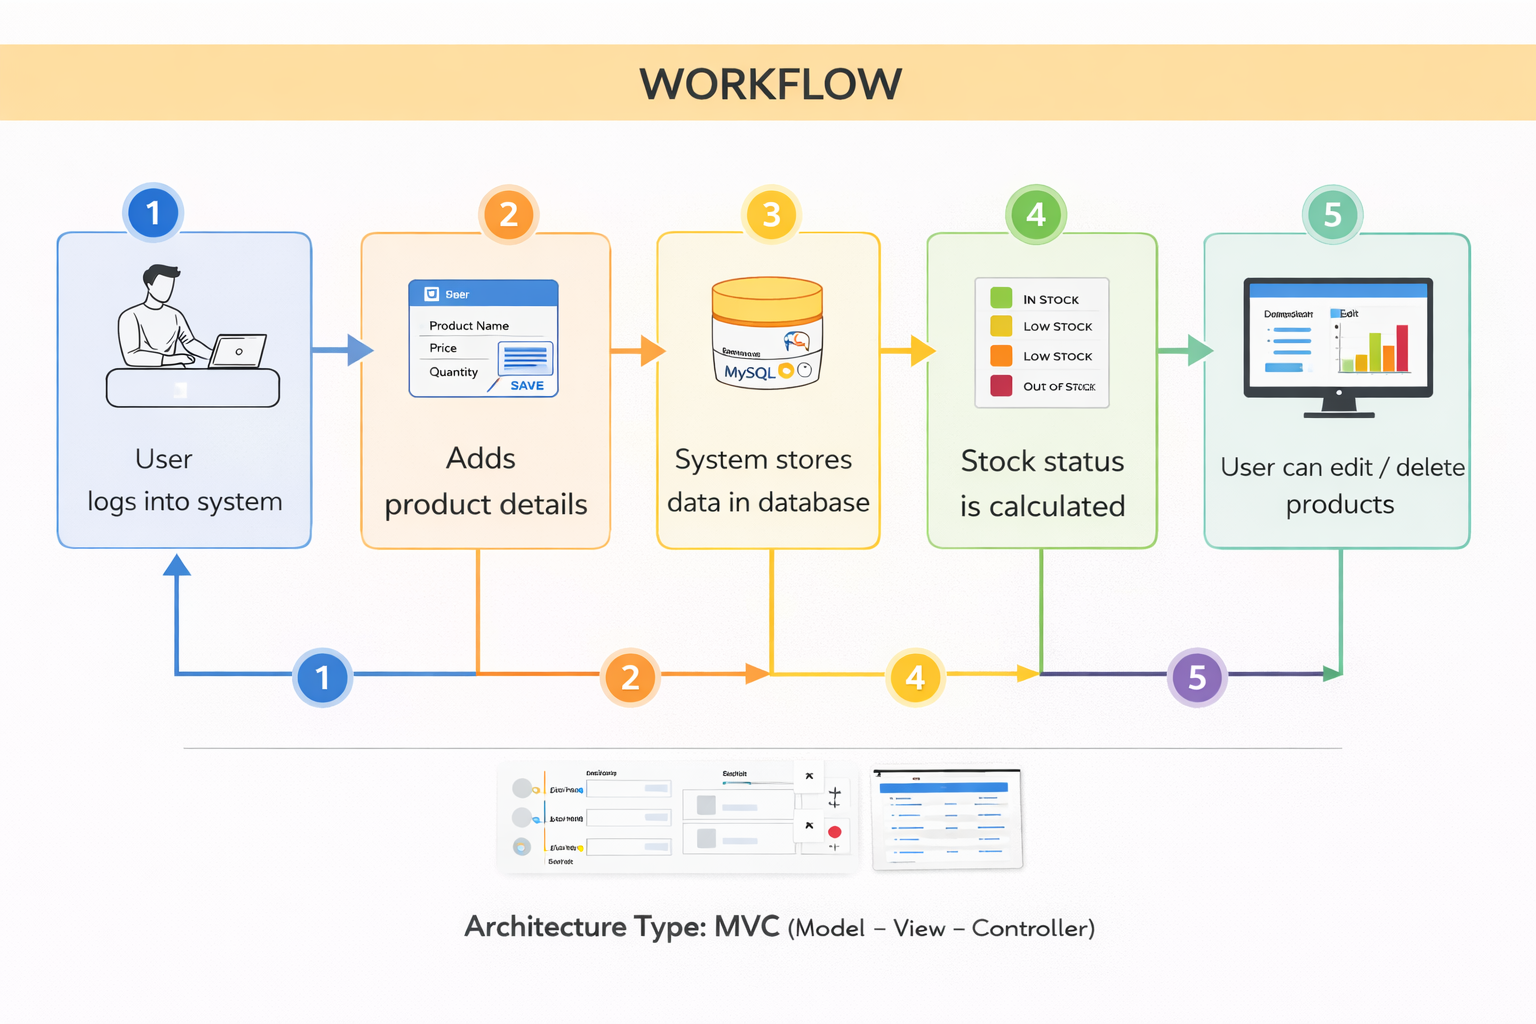 WORKFLOW
1
2
3
4
5
Product Name
Price
Quantity
SAVE
MySQL
IN STOCK
LOW STOCK
LOW STOCK
OUT OF STOCK
Edit
User
logs into system
Adds
product details
System stores
data in database
Stock status
is calculated
User can edit / delete
products
1
2
4
5
Architecture Type: MVC (Model – View – Controller)